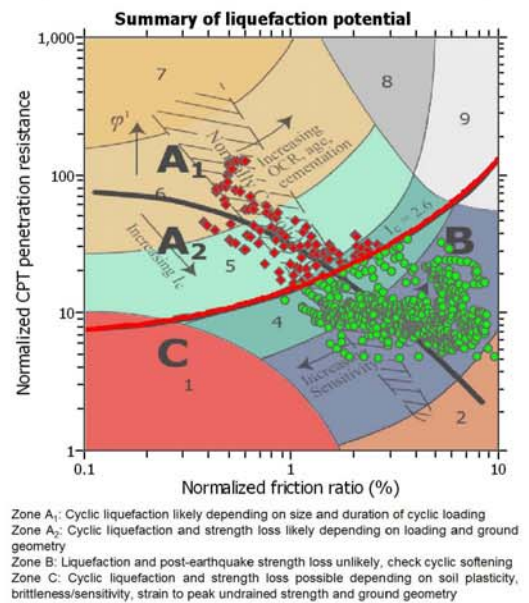 Summary of liquefaction potential
1,000
7
8
9
φ'
Increasing
OCR, age,
cementation
A1
100
6
Ic = 2.6
A2
Increasing Ic
B
5
10
4
C
Increasing
Sensitivity
1
2
1
0.1
1
10
Normalized CPT penetration resistance
Normalized friction ratio (%)
Zone A1: Cyclic liquefaction likely depending on size and duration of cyclic loading
Zone A2: Cyclic liquefaction and strength loss likely depending on loading and ground
geometry
Zone B: Liquefaction and post-earthquake strength loss unlikely, check cyclic softening
Zone C: Cyclic liquefaction and strength loss possible depending on soil plasticity,
brittleness/sensitivity, strain to peak undrained strength and ground geometry